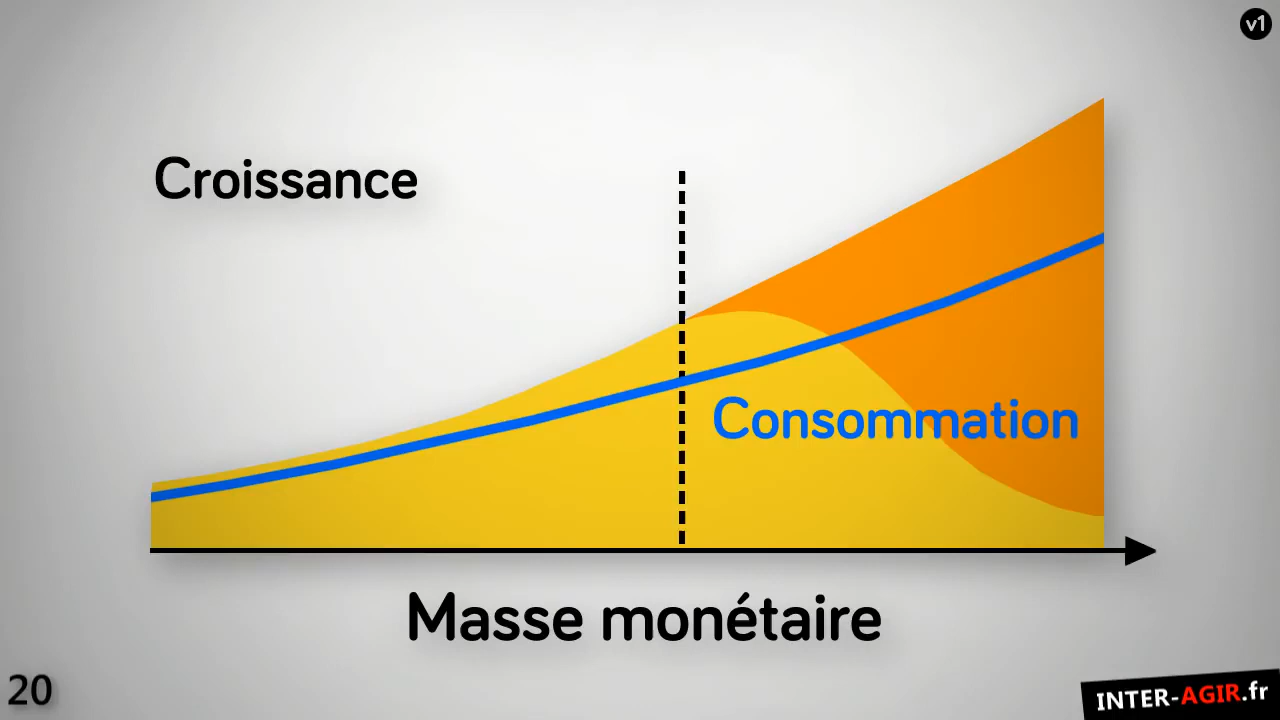 v1
Croissance
Consommation
Masse monétaire
20
INTER-AGIR.fr